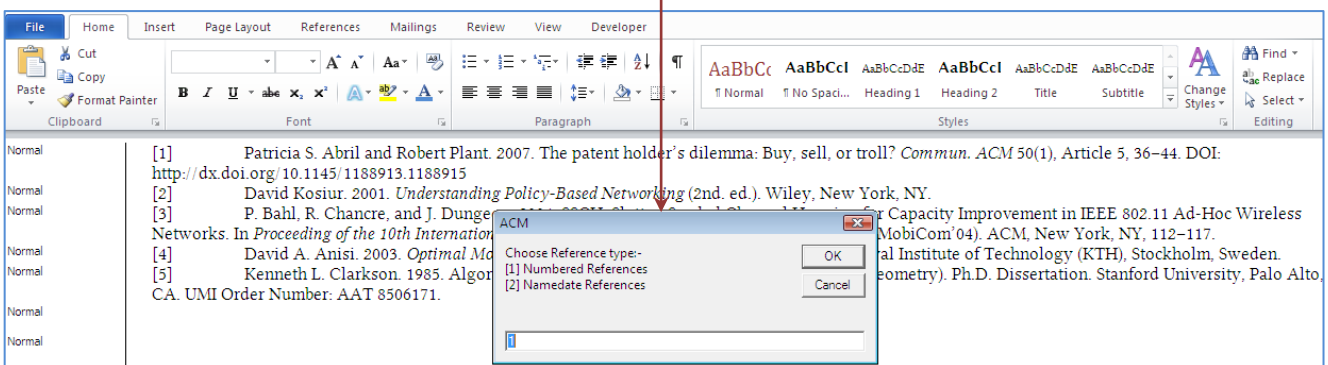 File Home Insert Page Layout References Mailings Review View Developer
Cut
Copy
Format Painter
Paste
Clipboard
Aa
B I U abc x₂ x² A ab A
Font
Paragraph
AaBbCc AaBbCcI AaBbCcDdE AaBbCcI AaBbCcDdE AaBbCcDdE
¶ Normal ¶ No Spaci... Heading 1 Heading 2 Title Subtitle
Change Styles
Styles
Find
Replace
Select
Editing
Normal [1] Patricia S. Abril and Robert Plant. 2007. The patent holder's dilemma: Buy, sell, or troll? Commun. ACM 50(1), Article 5, 36–44. DOI:
http://dx.doi.org/10.1145/1188913.1188915
Normal [2] David Kosiur. 2001. Understanding Policy-Based Networking (2nd. ed.). Wiley, New York, NY.
Normal [3] P. Bahl, R. Chancre, and J. Dunge for Capacity Improvement in IEEE 802.11 Ad-Hoc Wireless
Networks. In Proceeding of the 10th Internation MobiCom'04). ACM, New York, NY, 112–117.
Normal [4] David A. Anisi. 2003. Optimal Mo al Institute of Technology (KTH), Stockholm, Sweden.
Normal [5] Kenneth L. Clarkson. 1985. Algor eometry). Ph.D. Dissertation. Stanford University, Palo Alto,
CA. UMI Order Number: AAT 8506171.
Normal
Normal
ACM
Choose Reference type:-
[1] Numbered References
[2] Namedate References
OK
Cancel
1